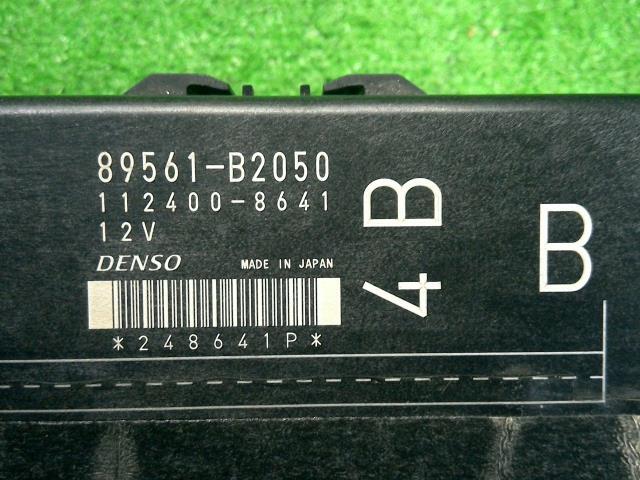 89561-B2050
112400-8641
12V
DENSO MADE IN JAPAN
*248641P*
4B
B